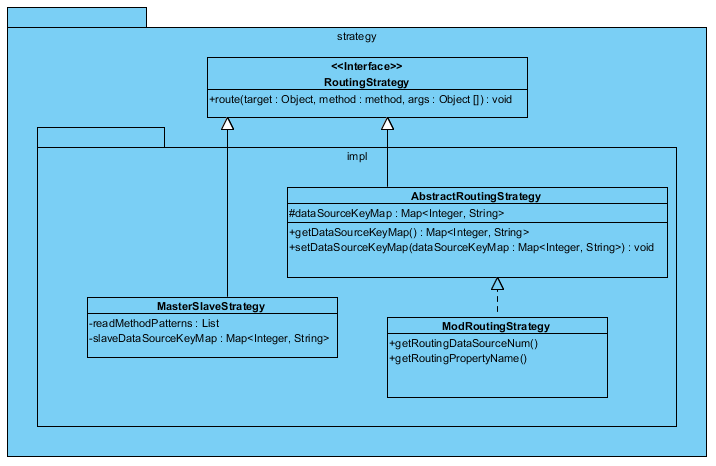 strategy
<<Interface>>
RoutingStrategy
+route(target : Object, method : method, args : Object []) : void
impl
AbstractRoutingStrategy
#dataSourceKeyMap : Map<Integer, String>
+getDataSourceKeyMap() : Map<Integer, String>
+setDataSourceKeyMap(dataSourceKeyMap : Map<Integer, String>) : void
MasterSlaveStrategy
-readMethodPatterns : List
-slaveDataSourceKeyMap : Map<Integer, String>
ModRoutingStrategy
+getRoutingDataSourceNum()
+getRoutingPropertyName()